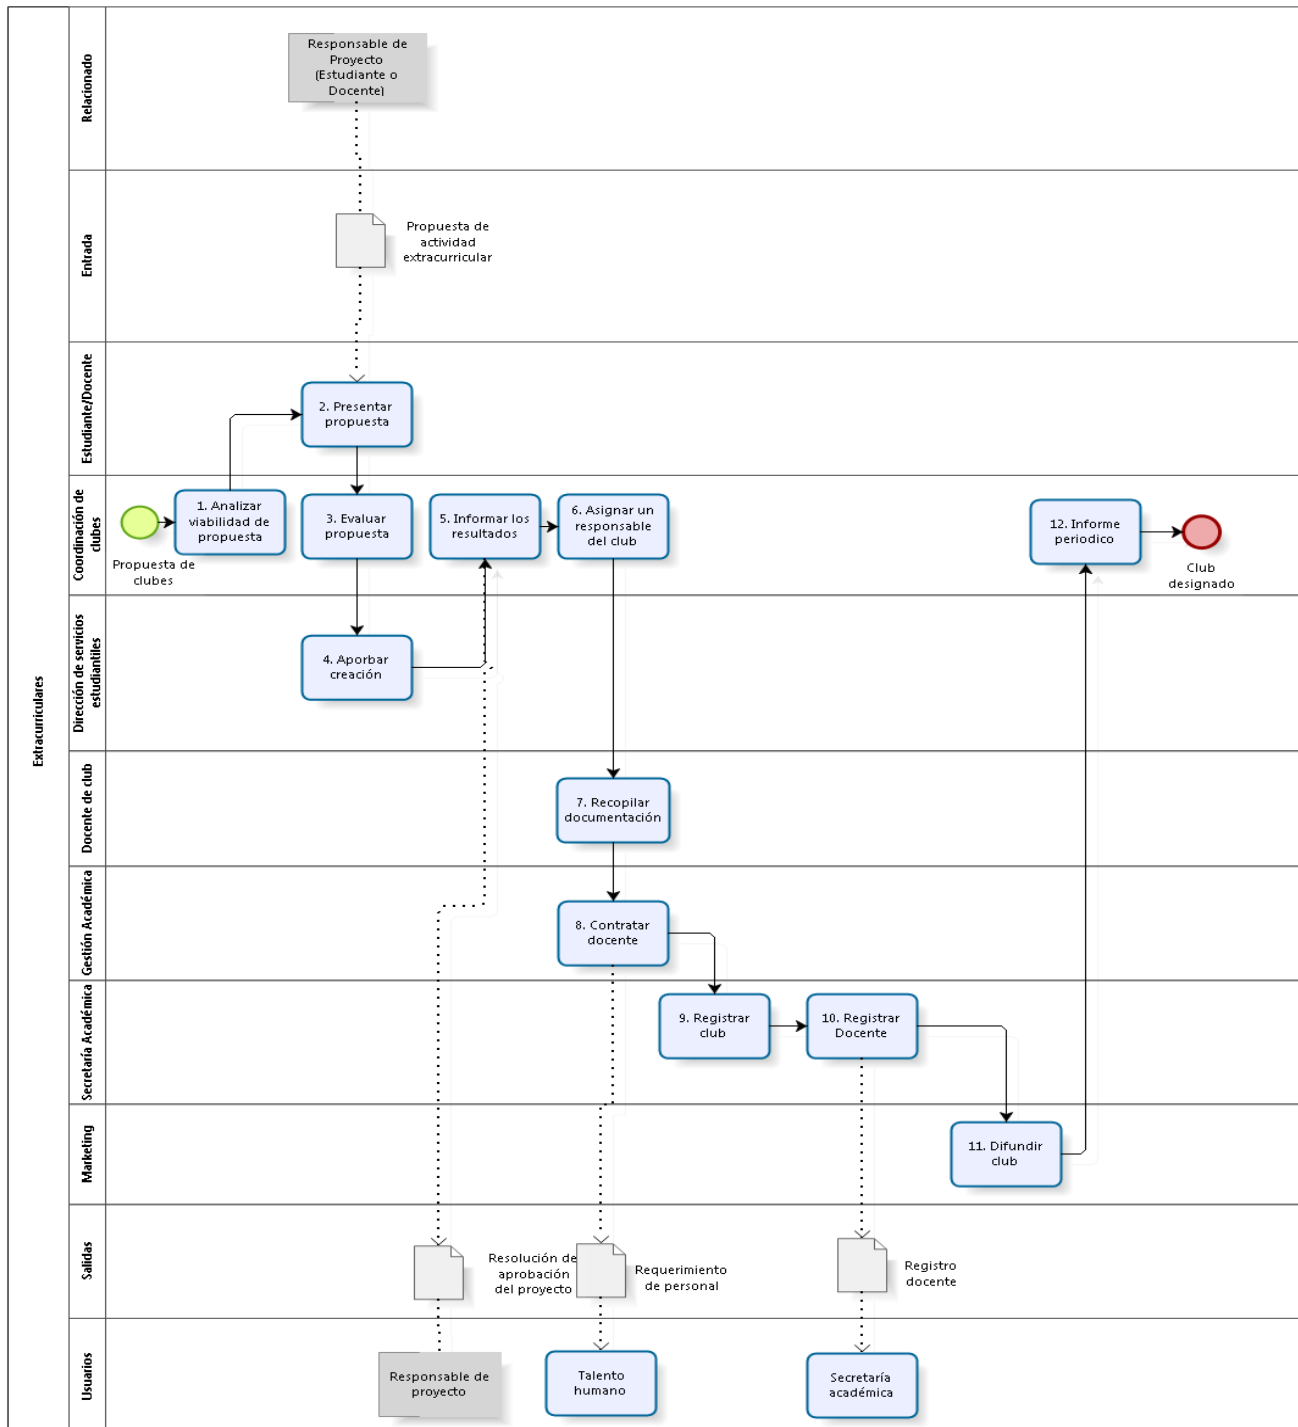 Extracurriculares
Relacionado
Responsable de
Proyecto
(Estudiante o
Docente)
Entrada
Propuesta de
actividad
extracurricular
Estudiante/Docente
2. Presentar
propuesta
Coordinación de
clubes
Propuesta de
clubes
1. Analizar
viabilidad de
propuesta
3. Evaluar
propuesta
5. Informar los
resultados
6. Asignar un
responsable
del club
12. Informe
periodico
Club
designado
Dirección de servicios
estudiantiles
4. Aporbar
creación
Docente de club
7. Recopilar
documentación
Gestión Académica
8. Contratar
docente
Secretaría Académica
9. Registrar
club
10. Registrar
Docente
Marketing
11. Difundir
club
Salidas
Resolución de
aprobación
del proyecto
Requerimiento
de personal
Registro
docente
Usuarios
Responsable de
proyecto
Talento
humano
Secretaría
académica